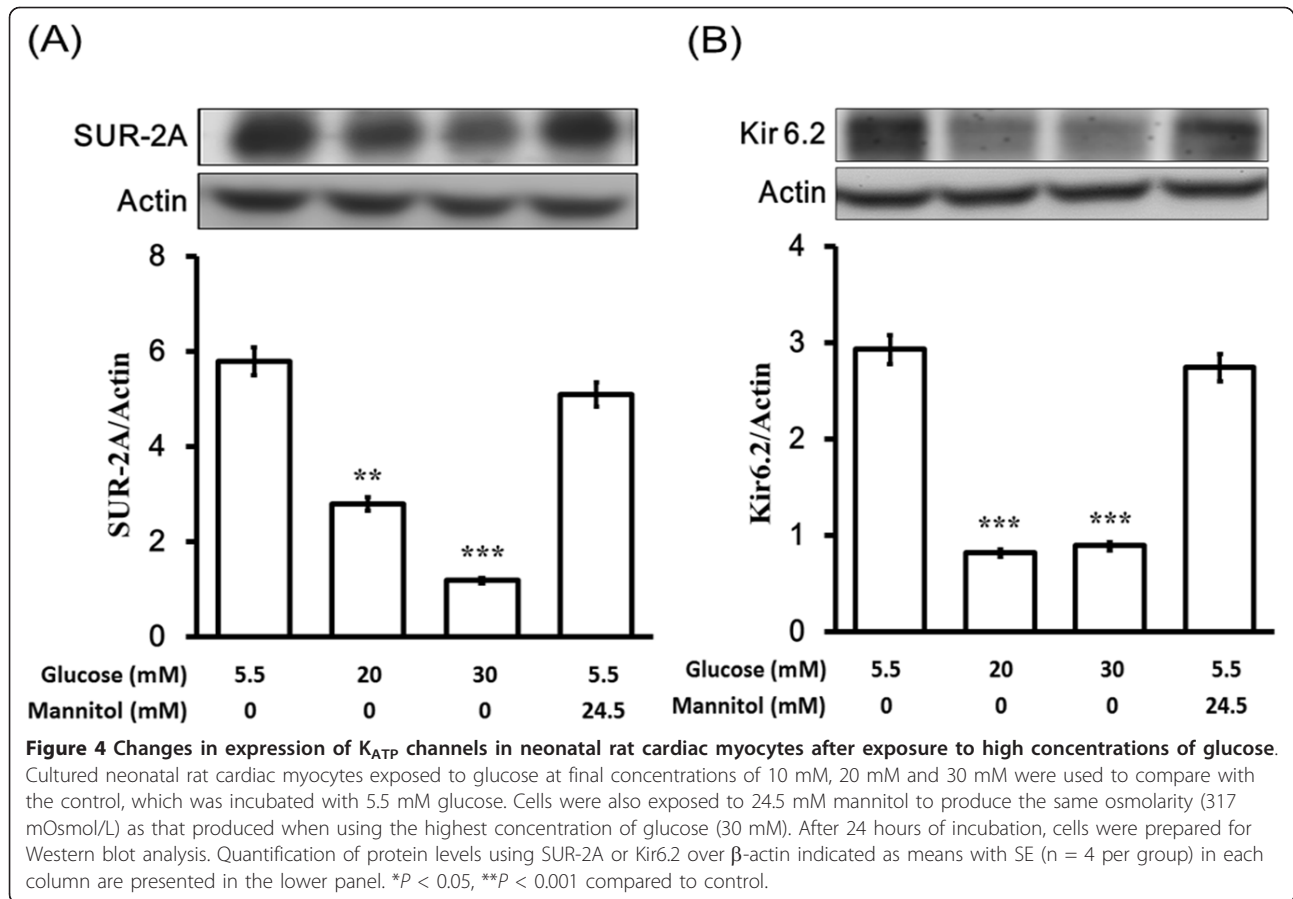 (A)
SUR-2A
Actin
8
6
4
2
0
SUR-2A/Actin
**
***
Glucose (mM) 5.5 20 30 5.5
Mannitol (mM) 0 0 0 24.5
(B)
Kir 6.2
Actin
4
3
2
1
0
Kir6.2/Actin
***
***
Glucose (mM) 5.5 20 30 5.5
Mannitol (mM) 0 0 0 24.5
Figure 4 Changes in expression of KATP channels in neonatal rat cardiac myocytes after exposure to high concentrations of glucose.
Cultured neonatal rat cardiac myocytes exposed to glucose at final concentrations of 10 mM, 20 mM and 30 mM were used to compare with
the control, which was incubated with 5.5 mM glucose. Cells were also exposed to 24.5 mM mannitol to produce the same osmolarity (317
mOsmol/L) as that produced when using the highest concentration of glucose (30 mM). After 24 hours of incubation, cells were prepared for
Western blot analysis. Quantification of protein levels using SUR-2A or Kir6.2 over β-actin indicated as means with SE (n = 4 per group) in each
column are presented in the lower panel. *P < 0.05, **P < 0.001 compared to control.